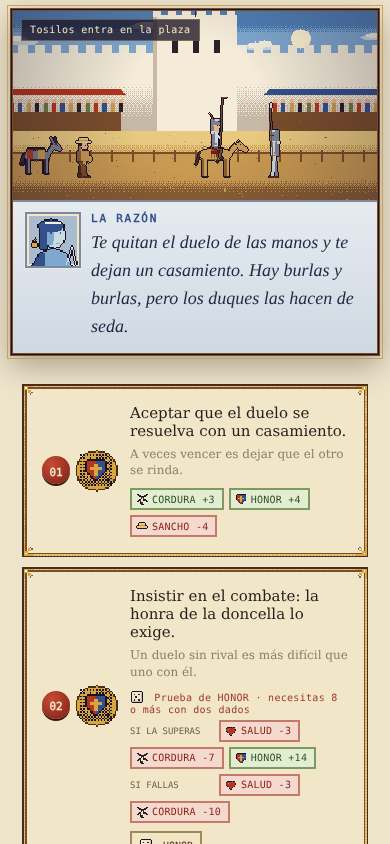 Tosilos entra en la plaza
LA RAZÓN
Te quitan el duelo de las manos y te
dejan un casamiento. Hay burlas y
burlas, pero los duques las hacen de
seda.
01
Aceptar que el duelo se
resuelva con un casamiento.
A veces vencer es dejar que el otro
se rinda.
CORDURA +3
HONOR +4
SANCHO -4
02
Insistir en el combate: la
honra de la doncella lo
exige.
Un duelo sin rival es más difícil que
uno con él.
Prueba de HONOR · necesitas 8
o más con dos dados
SI LA SUPERAS
SALUD -3
CORDURA -7
HONOR +14
SI FALLAS
SALUD -3
CORDURA -10
HONOR